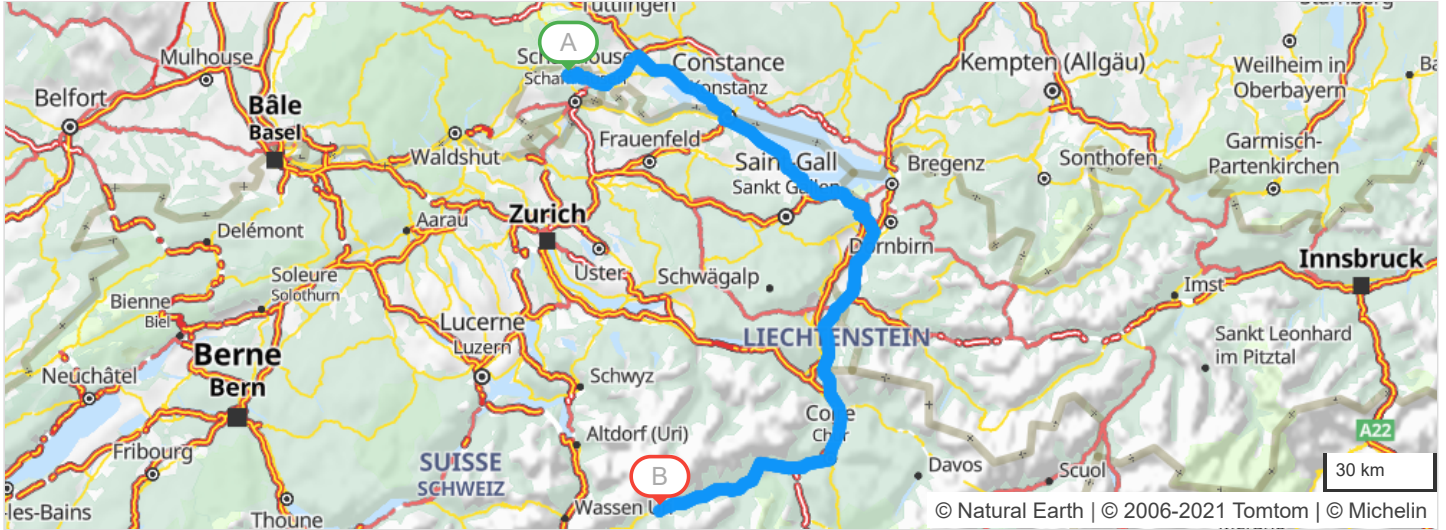 Tuttlingen
Starnberg
A
Mulhouse
Constance
Konstanz
Kempten (Allgäu)
Weilheim in
Oberbayern
Belfort
Bâle
Basel
Waldshut
Frauenfeld
Saint-Gall
Sankt Gallen
Bregenz
Sonthofen
Garmisch-
Partenkirchen
Delémont
Aarau
Zurich
Uster
Schwägalp
Dornbirn
Innsbruck
Soleure
Solothurn
Bienne
Biel
Imst
Lucerne
Luzern
LIECHTENSTEIN
Sankt Leonhard
im Pitztal
Berne
Bern
Neuchâtel
Schwyz
Coire
Chur
Altdorf (Uri)
A22
Fribourg
SUISSE
SCHWEIZ
B
Davos
Scuol
30 km
-les-Bains
Thoune
Wassen
© Natural Earth | © 2006-2021 Tomtom | © Michelin